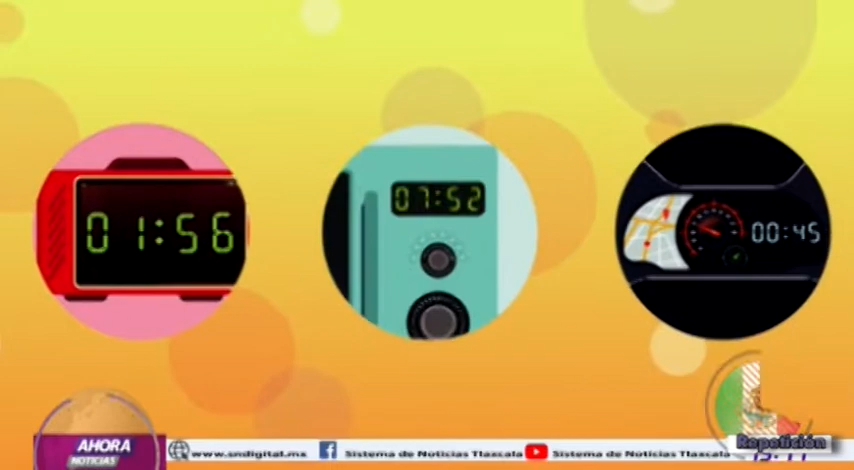 01:56
07:52
00:45
AHORA
NOTICIAS
www.sndigital.mx
Sistema de Noticias Tlaxcala
Sistema de Noticias Tlaxcala
Repetición